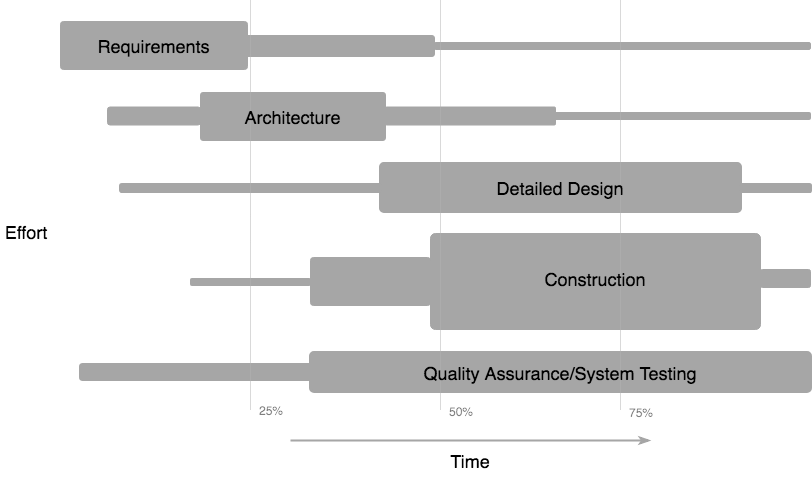 Requirements
Architecture
Detailed Design
Effort
Construction
Quality Assurance/System Testing
25%
50%
75%
Time